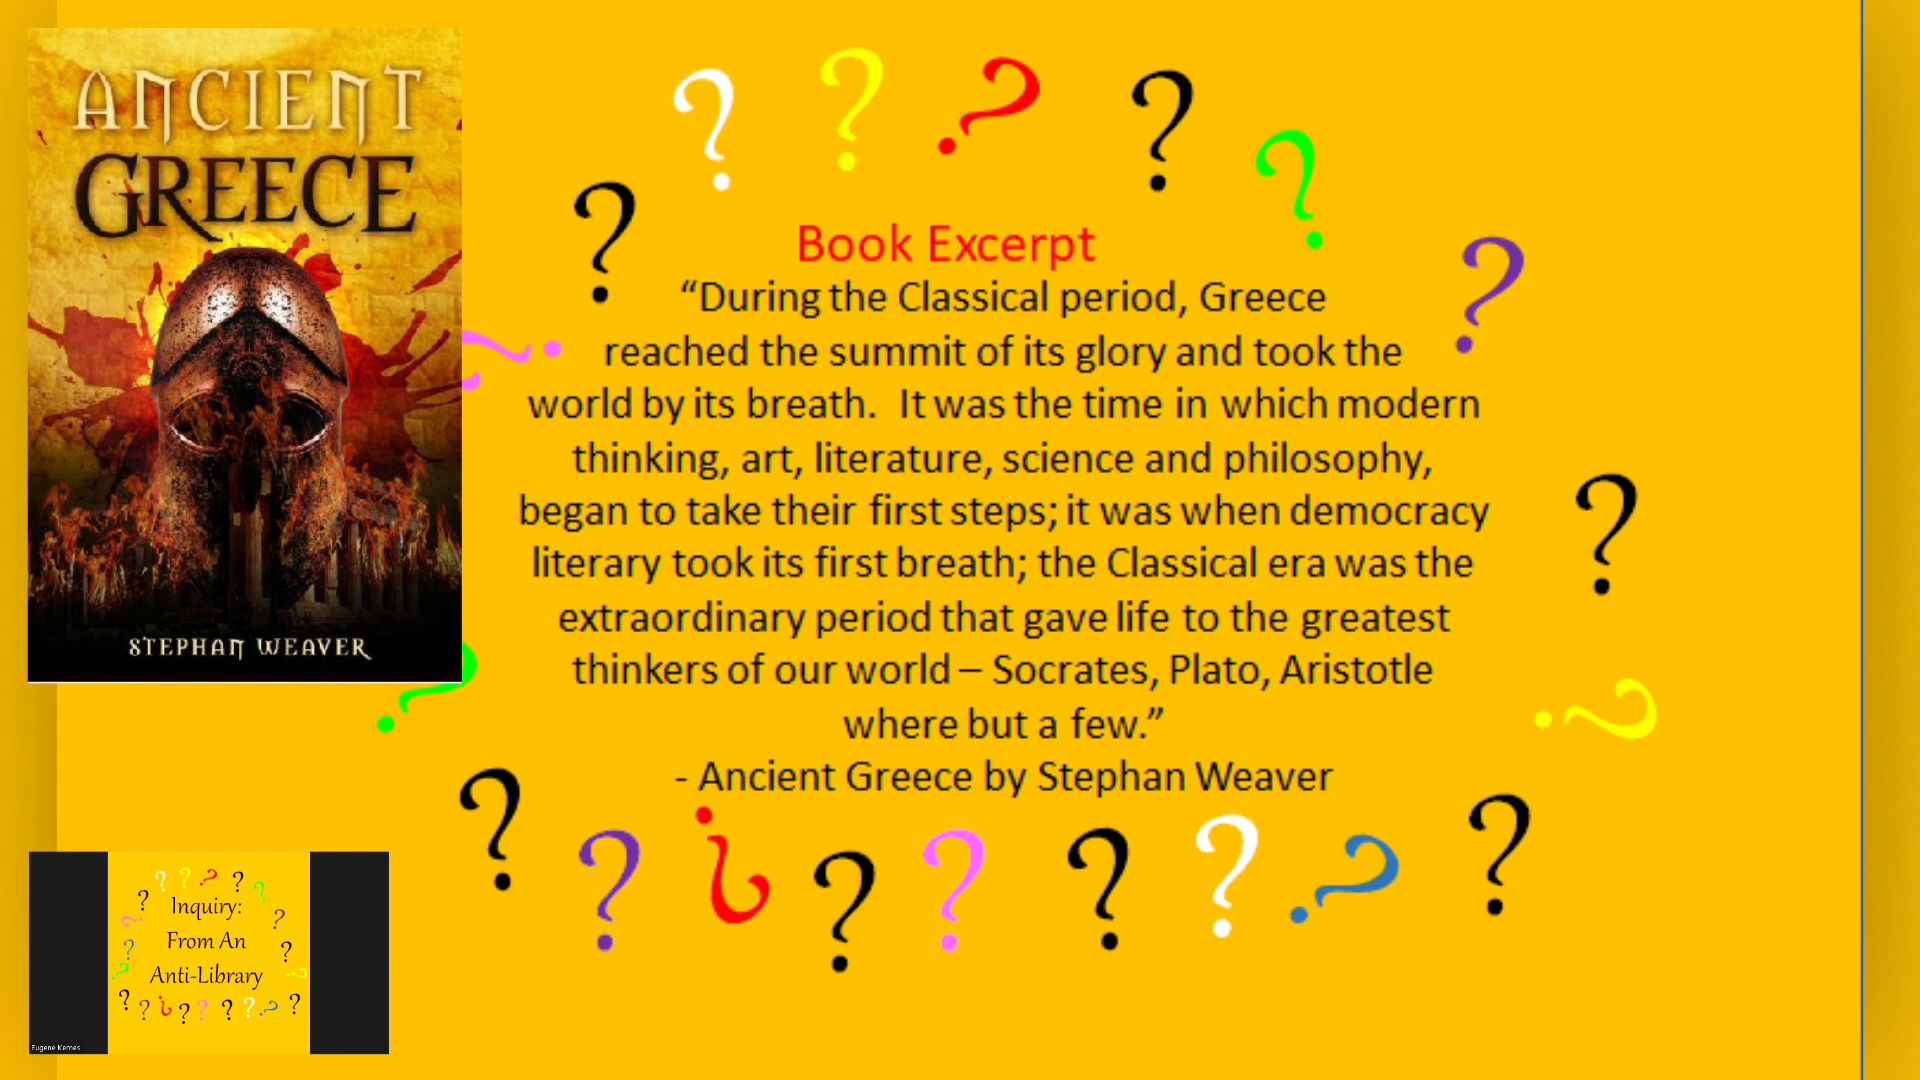 ANCIENT
GREECE
STEPHAN WEAVER
Book Excerpt
“During the Classical period, Greece
reached the summit of its glory and took the
world by its breath.  It was the time in which modern
thinking, art, literature, science and philosophy,
began to take their first steps; it was when democracy
literary took its first breath; the Classical era was the
extraordinary period that gave life to the greatest
thinkers of our world – Socrates, Plato, Aristotle
where but a few.”
- Ancient Greece by Stephan Weaver
Inquiry:
From An
Anti-Library
Eugene Kernes